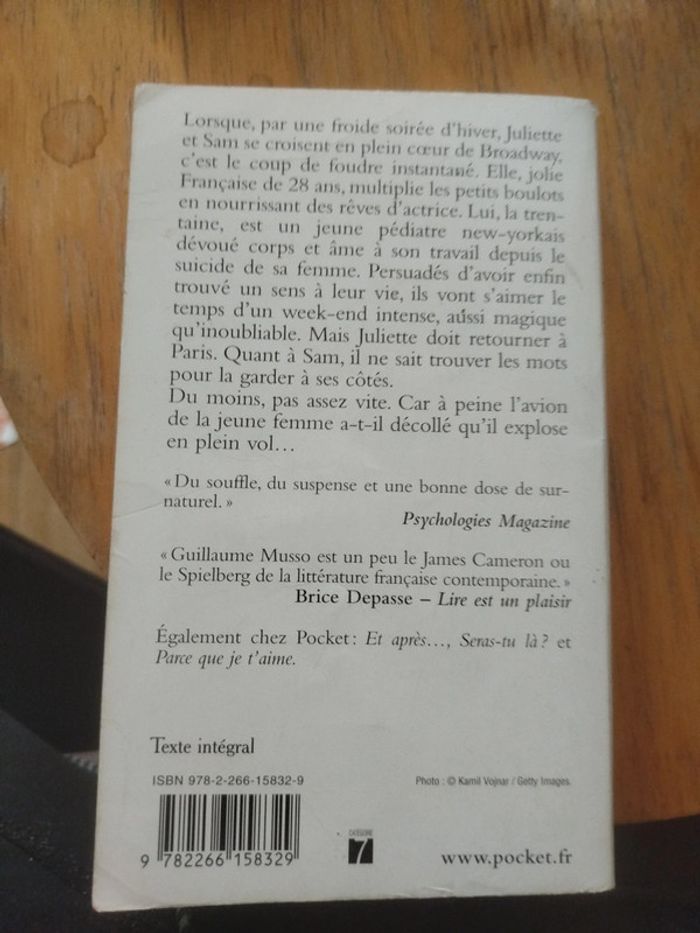 Lorsque, par une froide soirée d'hiver, Juliette
et Sam se croisent en plein cœur de Broadway,
c'est le coup de foudre instantané. Elle, jolie
Française de 28 ans, multiplie les petits boulots
en nourrissant des rêves d'actrice. Lui, la tren-
taine, est un jeune pédiatre new-yorkais
dévoué corps et âme à son travail depuis le
suicide de sa femme. Persuadés d'avoir enfin
trouvé un sens à leur vie, ils vont s'aimer le
temps d'un week-end intense, aussi magique
qu'inoubliable. Mais Juliette doit retourner à
Paris. Quant à Sam, il ne sait trouver les mots
pour la garder à ses côtés.
Du moins, pas assez vite. Car à peine l'avion
de la jeune femme a-t-il décollé qu'il explose
en plein vol…
« Du souffle, du suspense et une bonne dose de sur-
naturel. »
Psychologies Magazine
« Guillaume Musso est un peu le James Cameron ou
le Spielberg de la littérature française contemporaine. »
Brice Depasse – Lire est un plaisir
Également chez Pocket : Et après…, Seras-tu là ? et
Parce que je t'aime.
Texte intégral
ISBN 978-2-266-15832-9
Photo : © Kamil Vojnar / Getty Images.
9 782266 158329
CATÉGORIE
7
www.pocket.fr